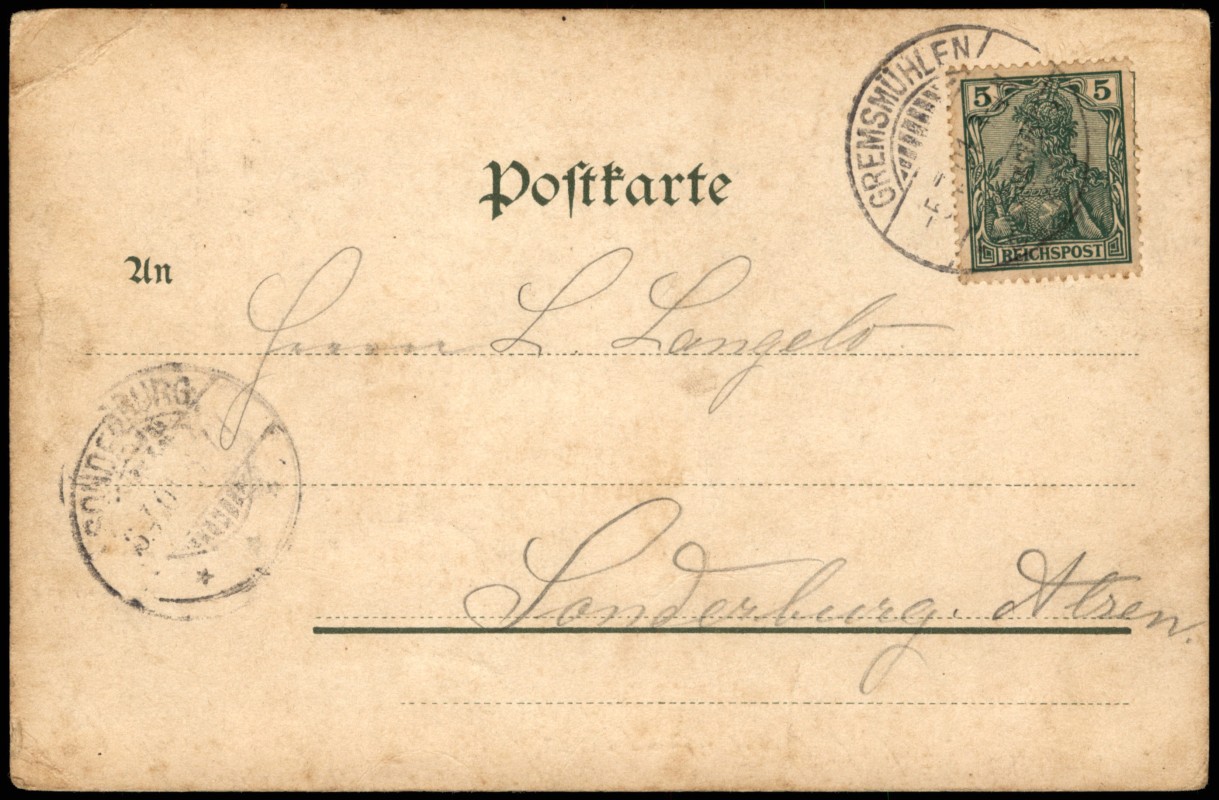 GREMSMÜHLEN
5 5
REICHSPOST
Postkarte
An
Herrn L. Langelo
SONDERBURG
Sonderburg. Alsen.